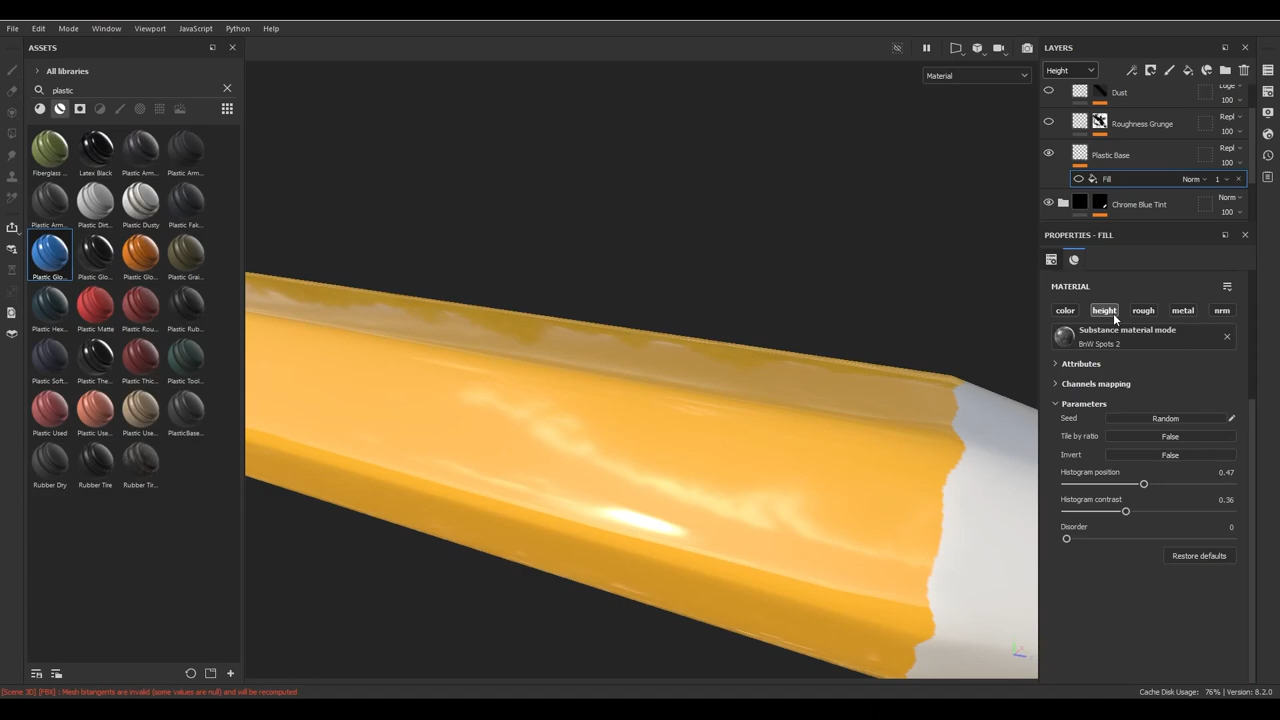 File Edit Mode Window Viewport JavaScript Python Help
ASSETS
All libraries
plastic
Fiberglass ... Latex Black Plastic Arm... Plastic Arm...
Plastic Arm... Plastic Dirt... Plastic Dusty Plastic Fak...
Plastic Glo... Plastic Glo... Plastic Glo... Plastic Grai...
Plastic Hex... Plastic Matte Plastic Rou... Plastic Rub...
Plastic Soft... Plastic The... Plastic Thic... Plastic Tool...
Plastic Used Plastic Use... Plastic Use... PlasticBase...
Rubber Dry Rubber Tire Rubber Tir...
Material
LAYERS
Height
Dust
100
Roughness Grunge Repl
100
Plastic Base Repl
100
Fill Norm 1
Chrome Blue Tint Norm
100
PROPERTIES - FILL
MATERIAL
color height rough metal nrm
Substance material mode
BnW Spots 2
Attributes
Channels mapping
Parameters
Seed Random
Tile by ratio False
Invert False
Histogram position 0.47
Histogram contrast 0.36
Disorder 0
Restore defaults
[Scene 3D] [FBX] : Mesh bitangents are invalid (some values are null) and will be recomputed
Cache Disk Usage: 76% | Version: 8.2.0